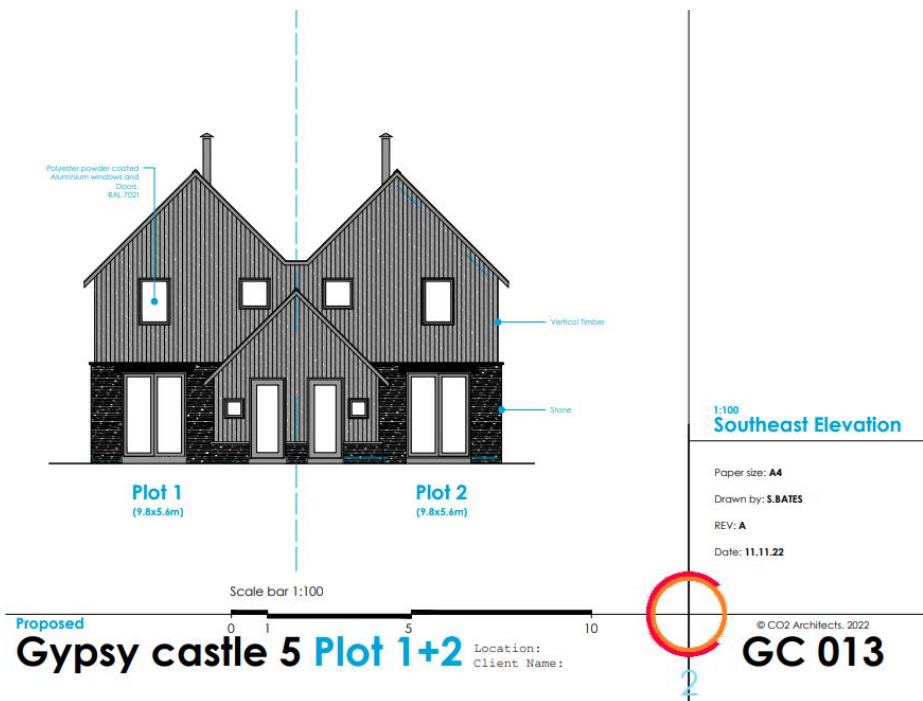 Polyester powder coated
Aluminium windows and
Doors.
RAL 7021
Vertical Timber
Stone
Plot 1
(9.8x5.6m)
Plot 2
(9.8x5.6m)
1:100
Southeast Elevation
Paper size: A4
Drawn by: S.BATES
REV: A
Date: 11.11.22
Scale bar 1:100
0 1 5 10
Proposed
Gypsy castle 5 Plot 1+2
Location:
Client Name:
2
© CO2 Architects. 2022
GC 013